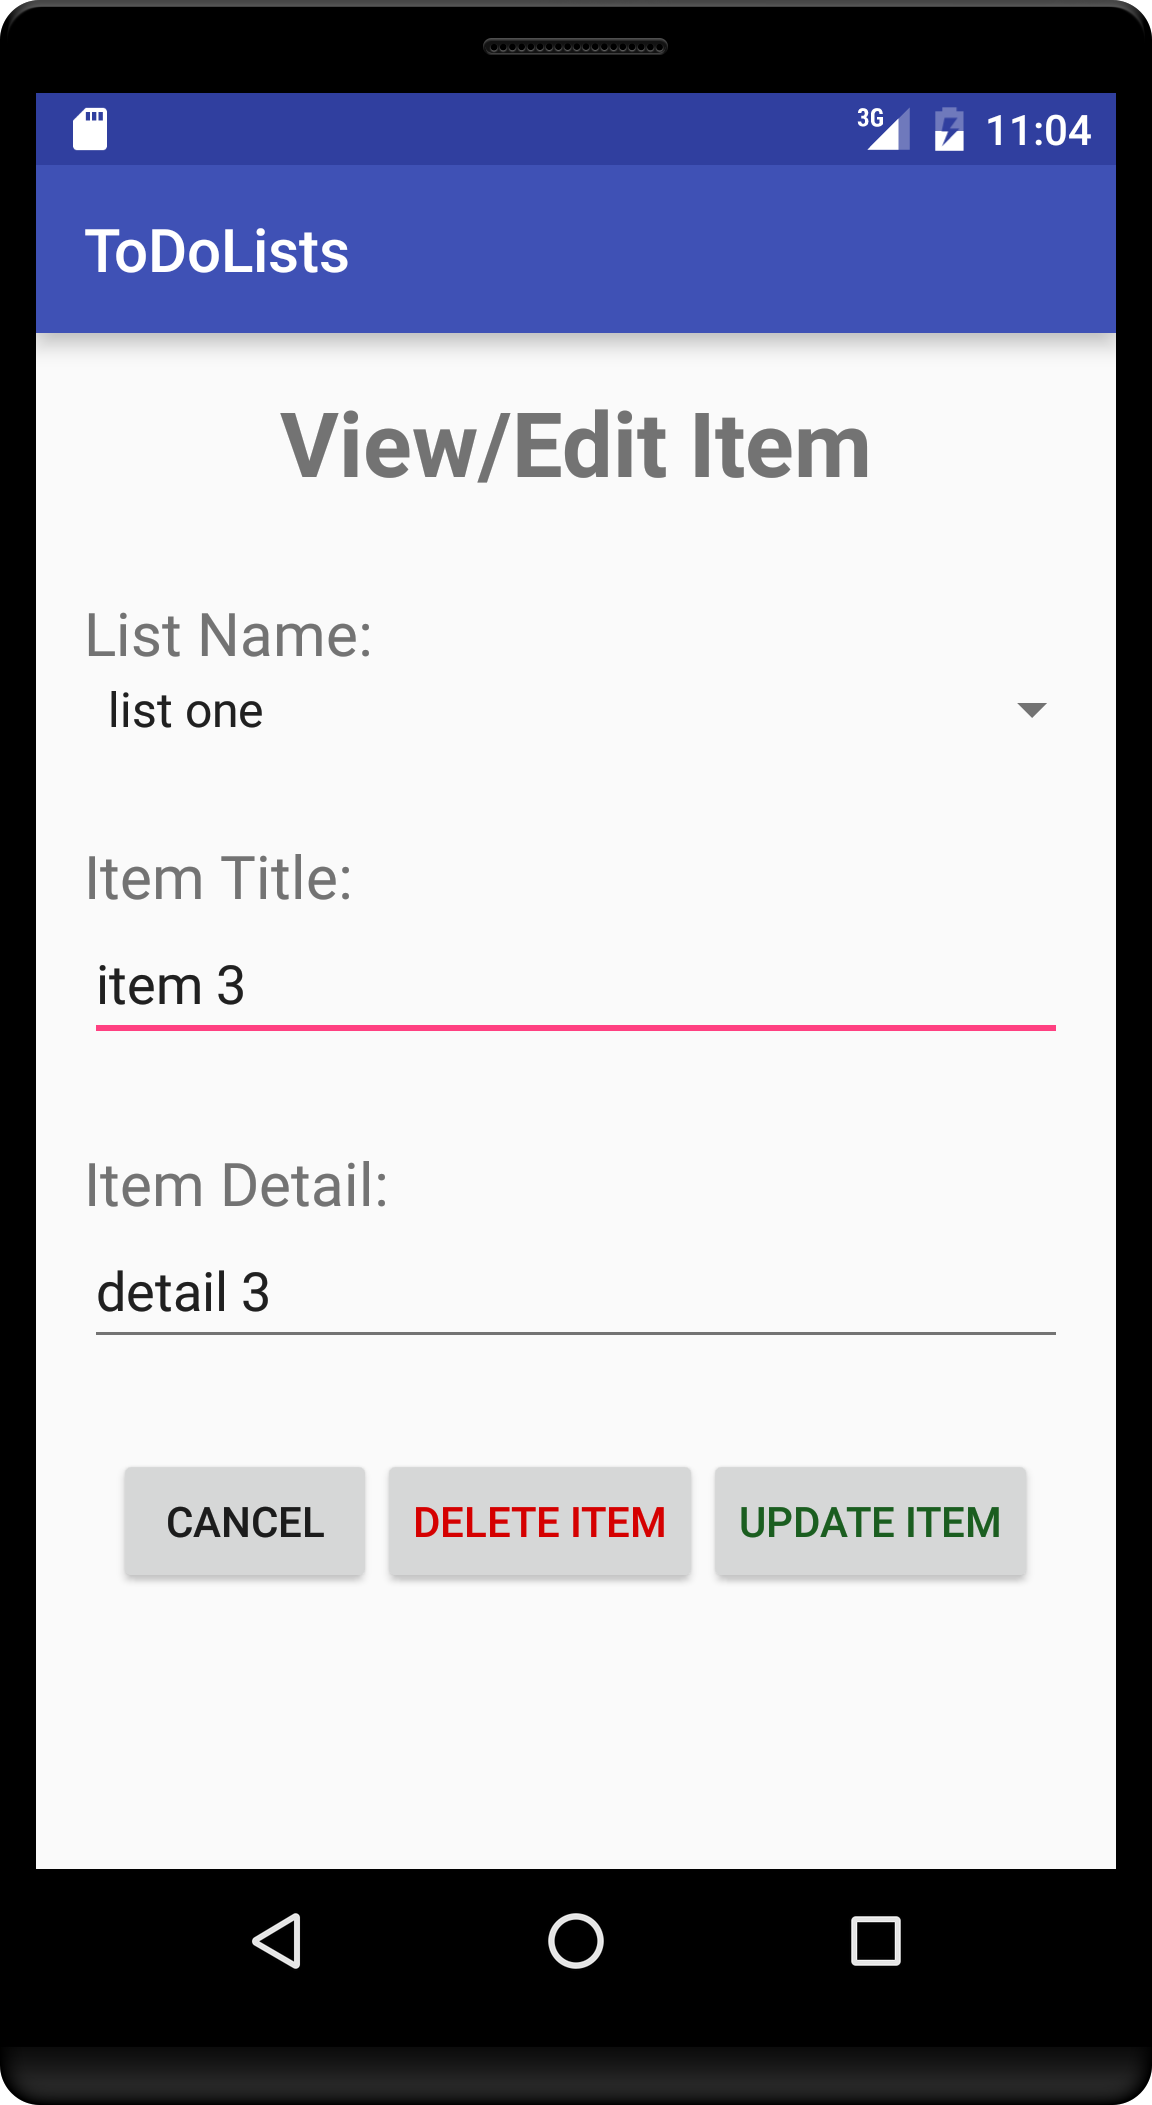 3G 11:04
ToDoLists
View/Edit Item
List Name:
list one
Item Title:
item 3
Item Detail:
detail 3
CANCEL DELETE ITEM UPDATE ITEM